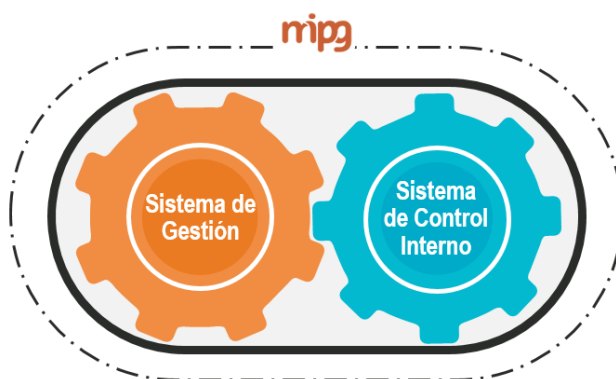 mipg
Sistema de
Gestión
Sistema
de Control
Interno